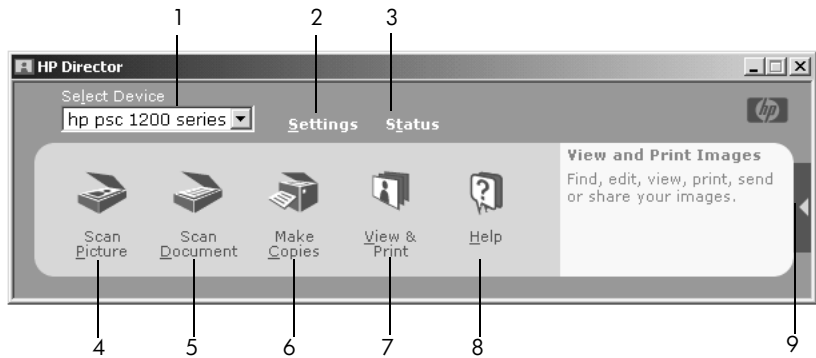 1 2 3
HP Director
Select Device
hp psc 1200 series
Settings
Status
hp
View and Print Images
Find, edit, view, print, send
or share your images.
Scan
Picture
Scan
Document
Make
Copies
View &
Print
Help
4 5 6 7 8 9